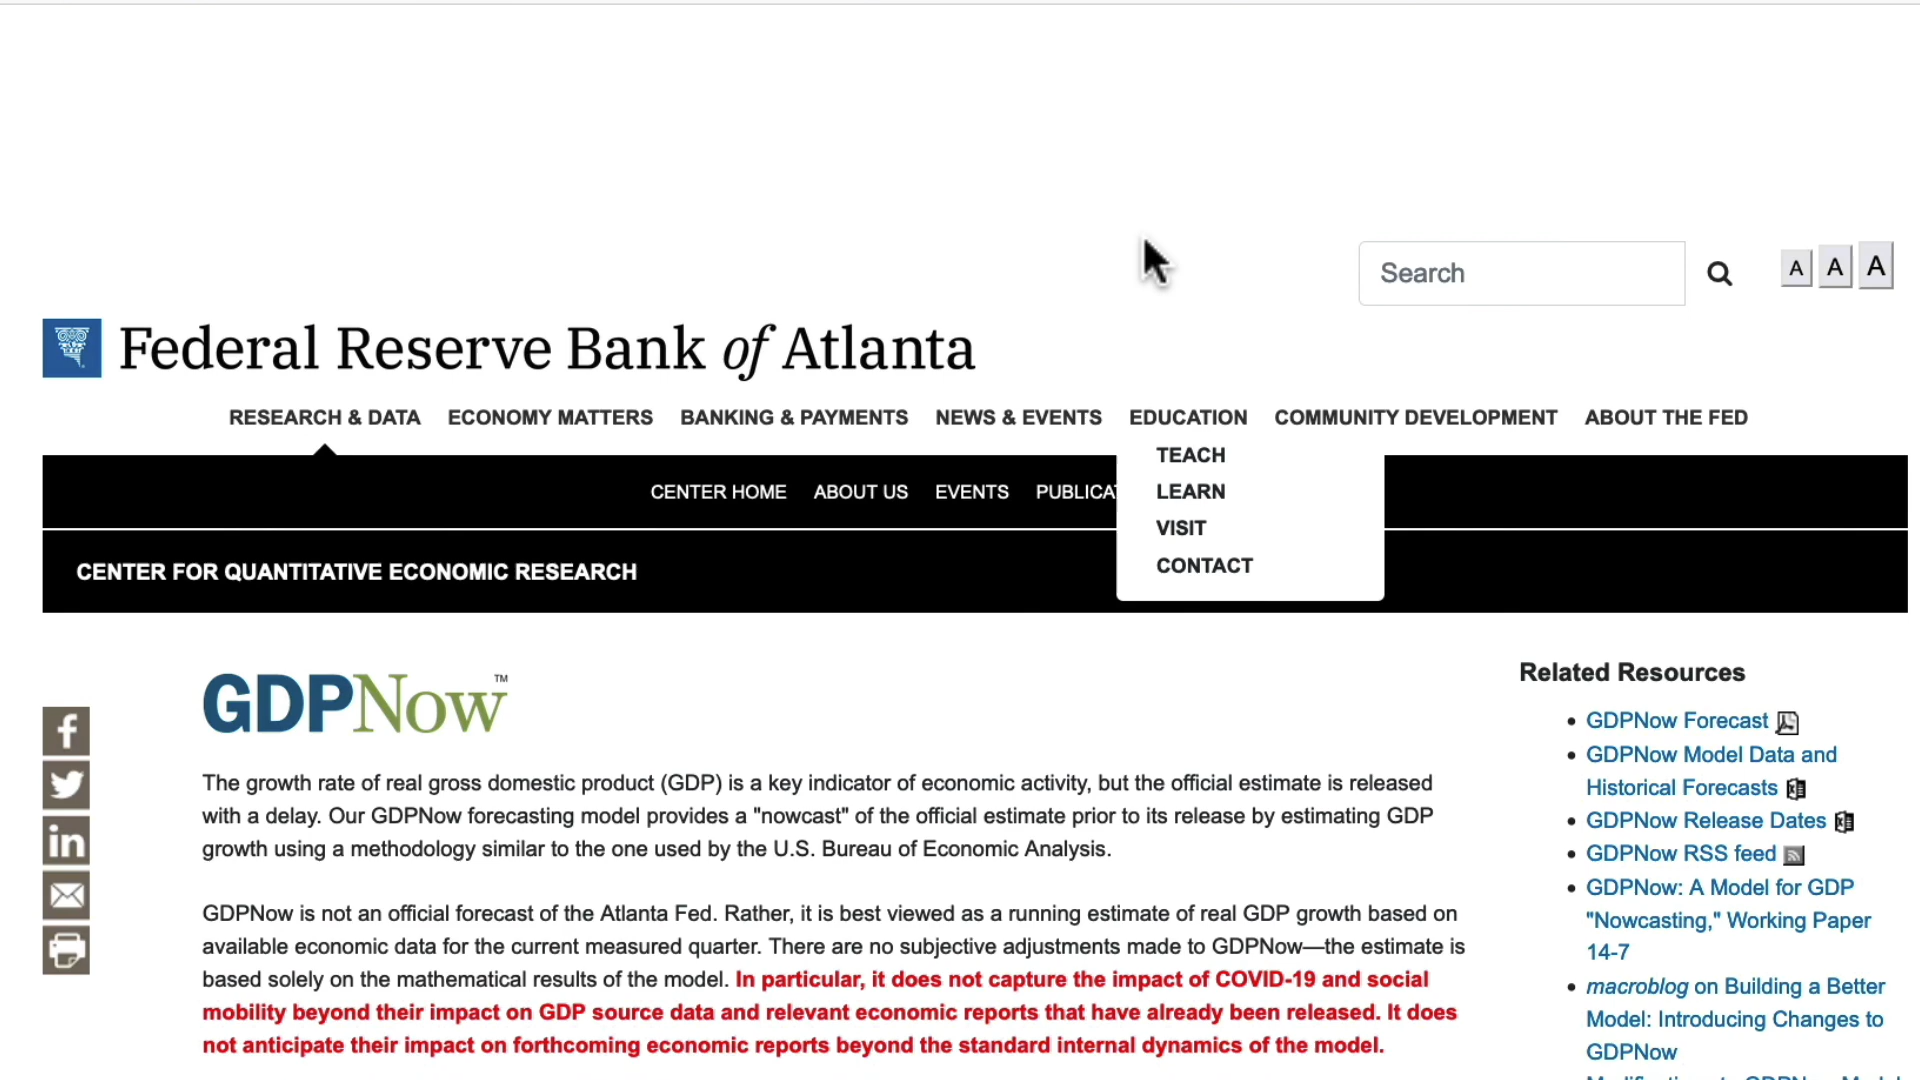 Search
A A A
Federal Reserve Bank of Atlanta
RESEARCH & DATA ECONOMY MATTERS BANKING & PAYMENTS NEWS & EVENTS EDUCATION COMMUNITY DEVELOPMENT ABOUT THE FED
TEACH
LEARN
VISIT
CONTACT
CENTER HOME ABOUT US EVENTS
CENTER FOR QUANTITATIVE ECONOMIC RESEARCH
GDPNow™
The growth rate of real gross domestic product (GDP) is a key indicator of economic activity, but the official estimate is released
with a delay. Our GDPNow forecasting model provides a "nowcast" of the official estimate prior to its release by estimating GDP
growth using a methodology similar to the one used by the U.S. Bureau of Economic Analysis.
GDPNow is not an official forecast of the Atlanta Fed. Rather, it is best viewed as a running estimate of real GDP growth based on
available economic data for the current measured quarter. There are no subjective adjustments made to GDPNow—the estimate is
based solely on the mathematical results of the model. In particular, it does not capture the impact of COVID-19 and social
mobility beyond their impact on GDP source data and relevant economic reports that have already been released. It does
not anticipate their impact on forthcoming economic reports beyond the standard internal dynamics of the model.
Related Resources
• GDPNow Forecast
• GDPNow Model Data and
Historical Forecasts
• GDPNow Release Dates
• GDPNow RSS feed
• GDPNow: A Model for GDP
"Nowcasting," Working Paper
14-7
• macroblog on Building a Better
Model: Introducing Changes to
GDPNow